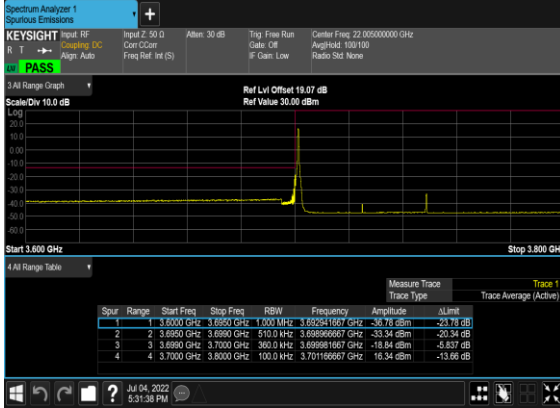 Spectrum Analyzer 1
Spurious Emissions
+
KEYSIGHT Input: RF Input Z: 50 Ω Atten: 30 dB Trig: Free Run Center Freq: 22.005000000 GHz
R T Coupling: DC Corr CCorr Gate: Off Avg|Hold: 100/100
Align: Auto Freq Ref: Int (S) IF Gain: Low Radio Std: None
PASS
3 All Range Graph
Ref Lvl Offset 19.07 dB
Scale/Div 10.0 dB Ref Value 30.00 dBm
Log
20.0
10.0
0.00
-10.0
-20.0
-30.0
-40.0
-50.0
-60.0
Start 3.600 GHz Stop 3.800 GH
4 All Range Table
Measure Trace Trace 1
Trace Type Trace Average (Active)
Spur Range Start Freq Stop Freq RBW Frequency Amplitude ΔLimit
1 1 3.6000 GHz 3.6950 GHz 1.000 MHz 3.692941667 GHz -36.78 dBm -23.78 dB
2 2 3.6950 GHz 3.6990 GHz 510.0 kHz 3.698966667 GHz -33.34 dBm -20.34 dB
3 3 3.6990 GHz 3.7000 GHz 360.0 kHz 3.699981667 GHz -18.84 dBm -5.837 dB
4 4 3.7000 GHz 3.8000 GHz 100.0 kHz 3.701166667 GHz 16.34 dBm -13.66 dB
? Jul 04, 2022
5:31:38 PM